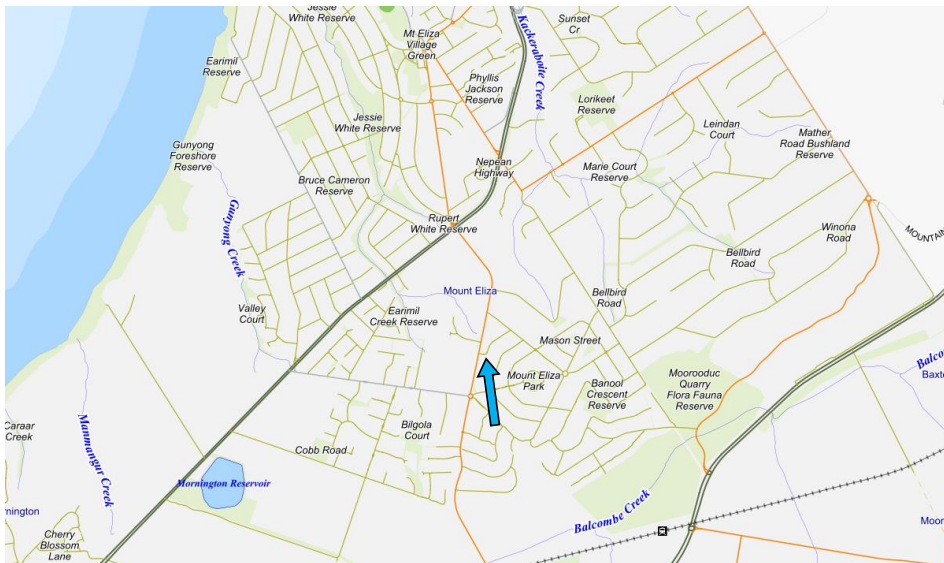 Jessie
White Reserve
Sunset
Cr
Kackeraboite Creek
Mt Eliza
Village
Green
Earimil
Reserve
Phyllis
Jackson
Reserve
Lorikeet
Reserve
Jessie
White Reserve
Leindan
Court
Mather
Road Bushland
Reserve
Gunyong
Foreshore
Reserve
Nepean
Highway
Marie Court
Reserve
Bruce Cameron
Reserve
Gunyong Creek
Rupert
White Reserve
Winona
Road
MOUNTAIN
Bellbird
Road
Mount Eliza
Bellbird
Road
Valley
Court
Earimil
Creek Reserve
Mason Street
Mount Eliza
Park
Banool
Crescent
Reserve
Moorooduc
Quarry
Flora Fauna
Reserve
Balco
Baxte
Caraar
Creek
Manmangur Creek
Bilgola
Court
Cobb Road
Mornington Reservoir
nington
Balcombe Creek
Moor
Cherry
Blossom
Lane